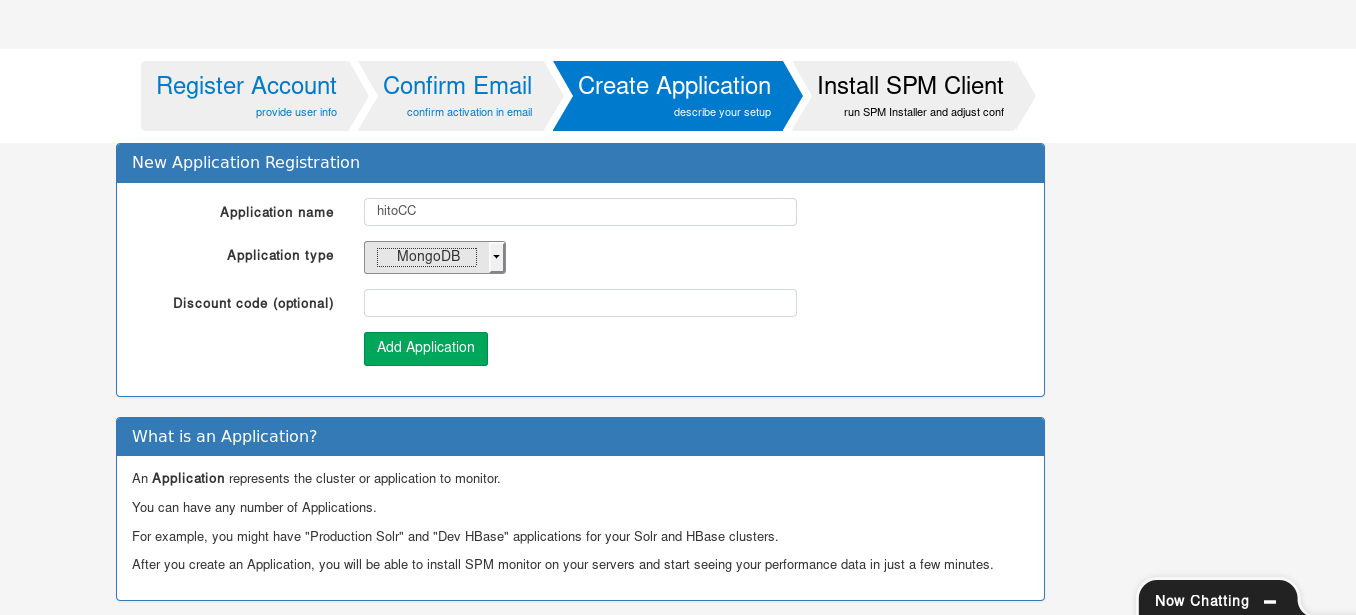 Register Account
provide user info
Confirm Email
confirm activation in email
Create Application
describe your setup
Install SPM Client
run SPM Installer and adjust conf
New Application Registration
Application name hitoCC
Application type MongoDB
Discount code (optional)
Add Application
What is an Application?
An Application represents the cluster or application to monitor.
You can have any number of Applications.
For example, you might have "Production Solr" and "Dev HBase" applications for your Solr and HBase clusters.
After you create an Application, you will be able to install SPM monitor on your servers and start seeing your performance data in just a few minutes.
Now Chatting